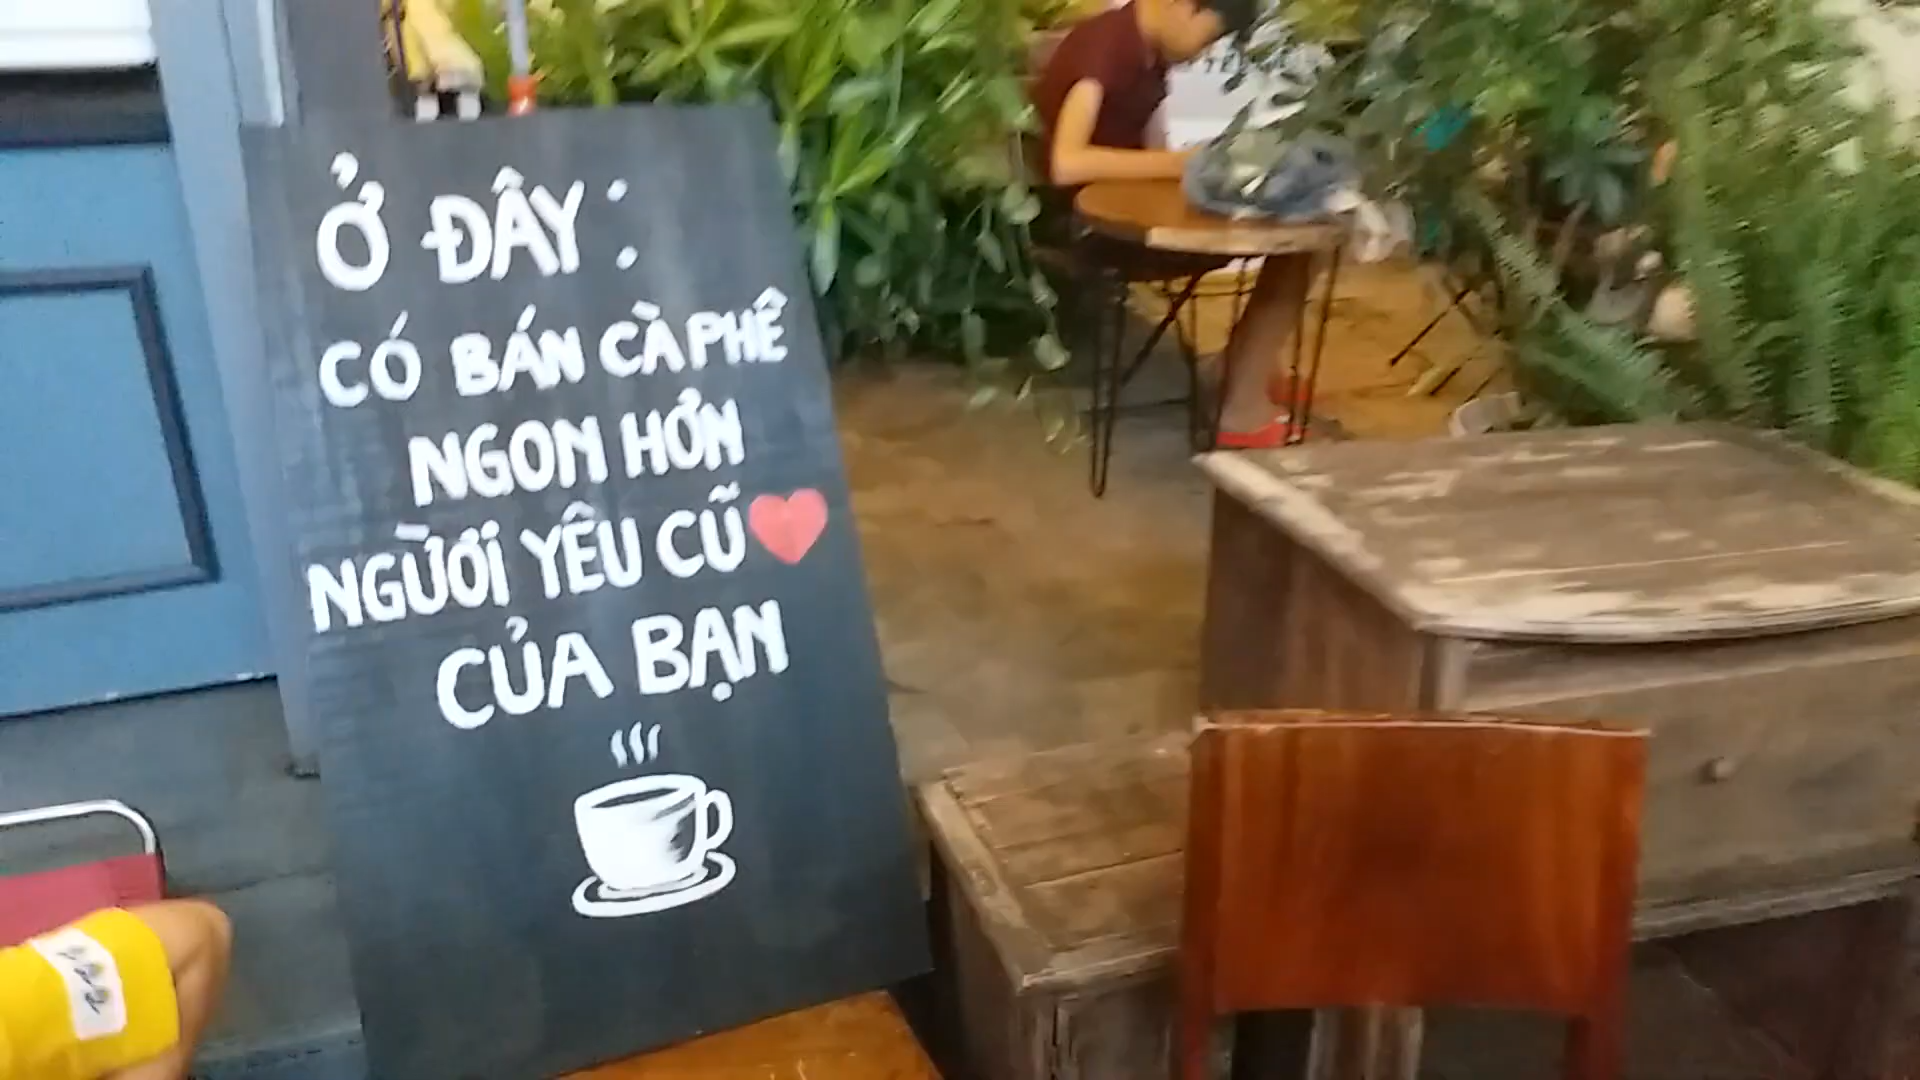 Ở ĐÂY :
CÓ BÁN CÀ PHÊ
NGON HƠN
NGƯỜI YÊU CŨ
CỦA BẠN